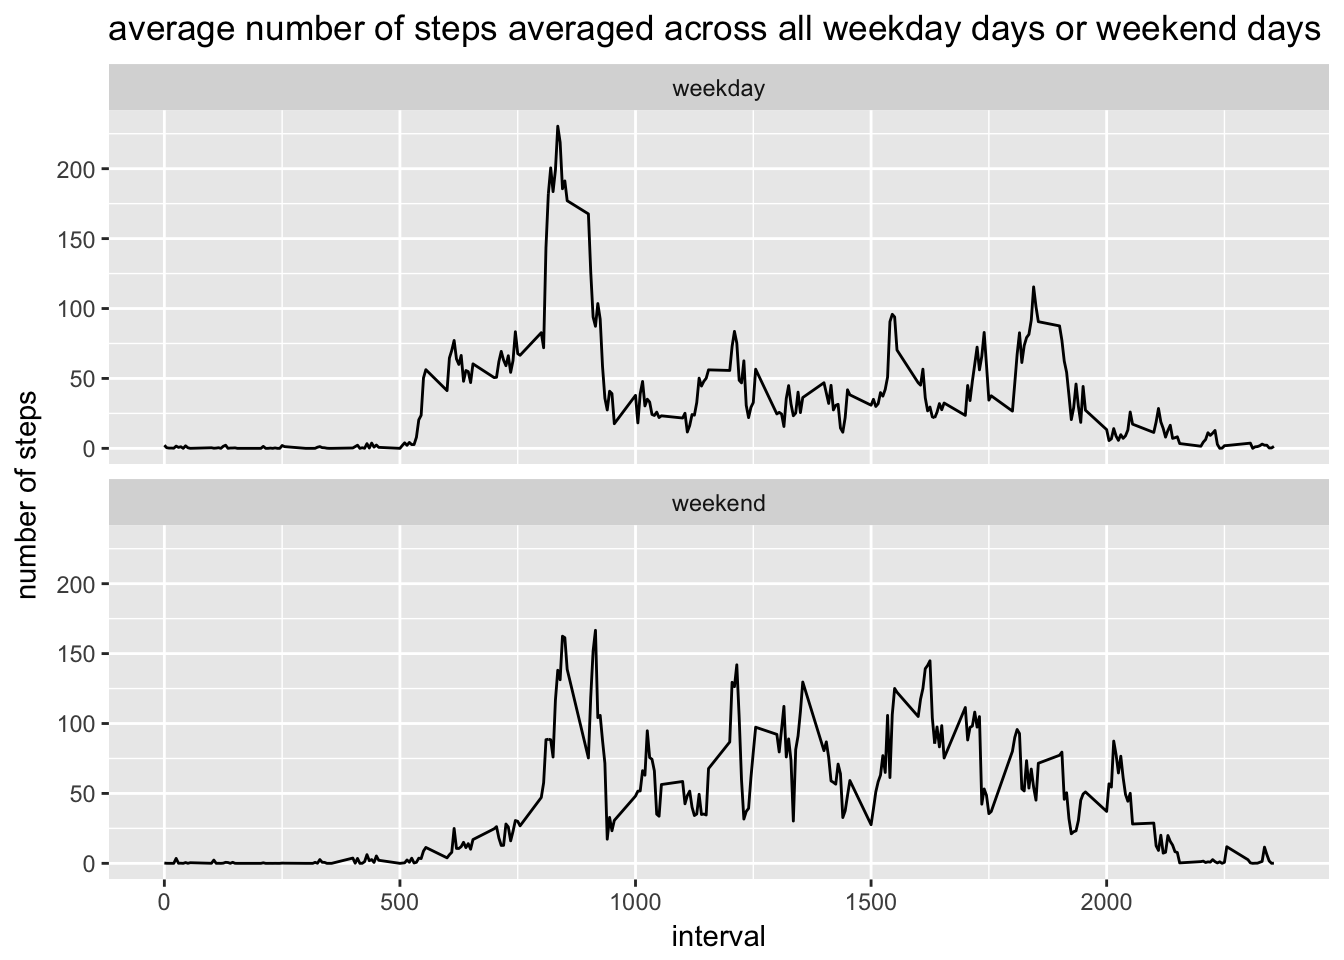 average number of steps averaged across all weekday days or weekend days
weekday
200
150
100
50
0
number of steps
weekend
200
150
100
50
0
0 500 1000 1500 2000
interval